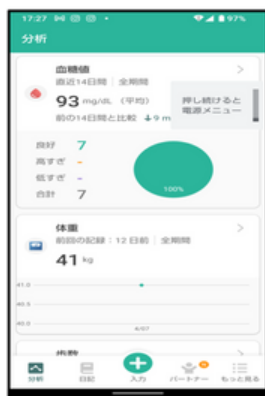 17:27
97%
分析
血糖値
直近14日間 全期間
93 mg/dL (平均)
前の14日間と比較 ↓9 m
押し続けると
電源メニュー
良好 7
高すぎ -
低すぎ -
合計 7
100%
体重
前回の記録：12 日前 全期間
41 kg
41.0
40.5
40.0
6/07
歩数
分析
日記
入力
パートナー
もっと見る